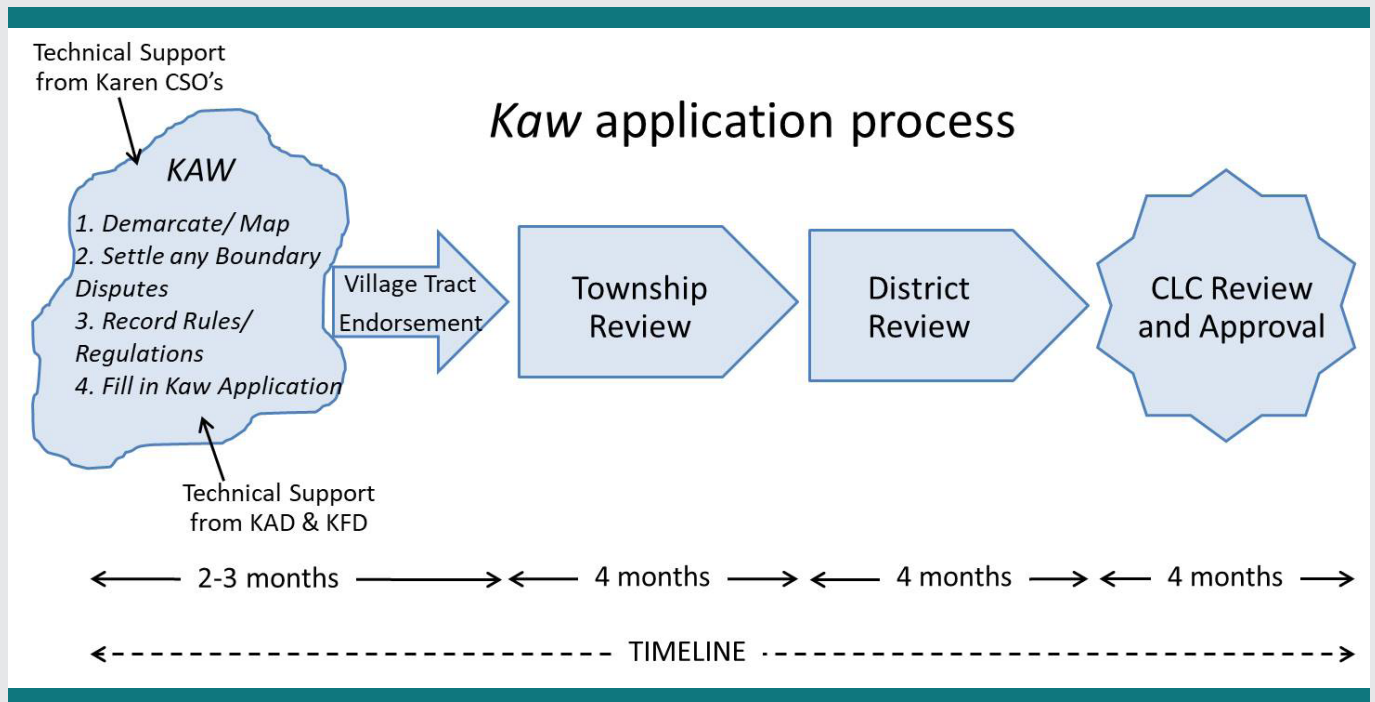 Technical Support
from Karen CSO's
Kaw application process
KAW
1. Demarcate/ Map
2. Settle any Boundary
Disputes
3. Record Rules/
Regulations
4. Fill in Kaw Application
Village Tract
Endorsement
Township
Review
District
Review
CLC Review
and Approval
Technical Support
from KAD & KFD
2-3 months
4 months
4 months
4 months
TIMELINE